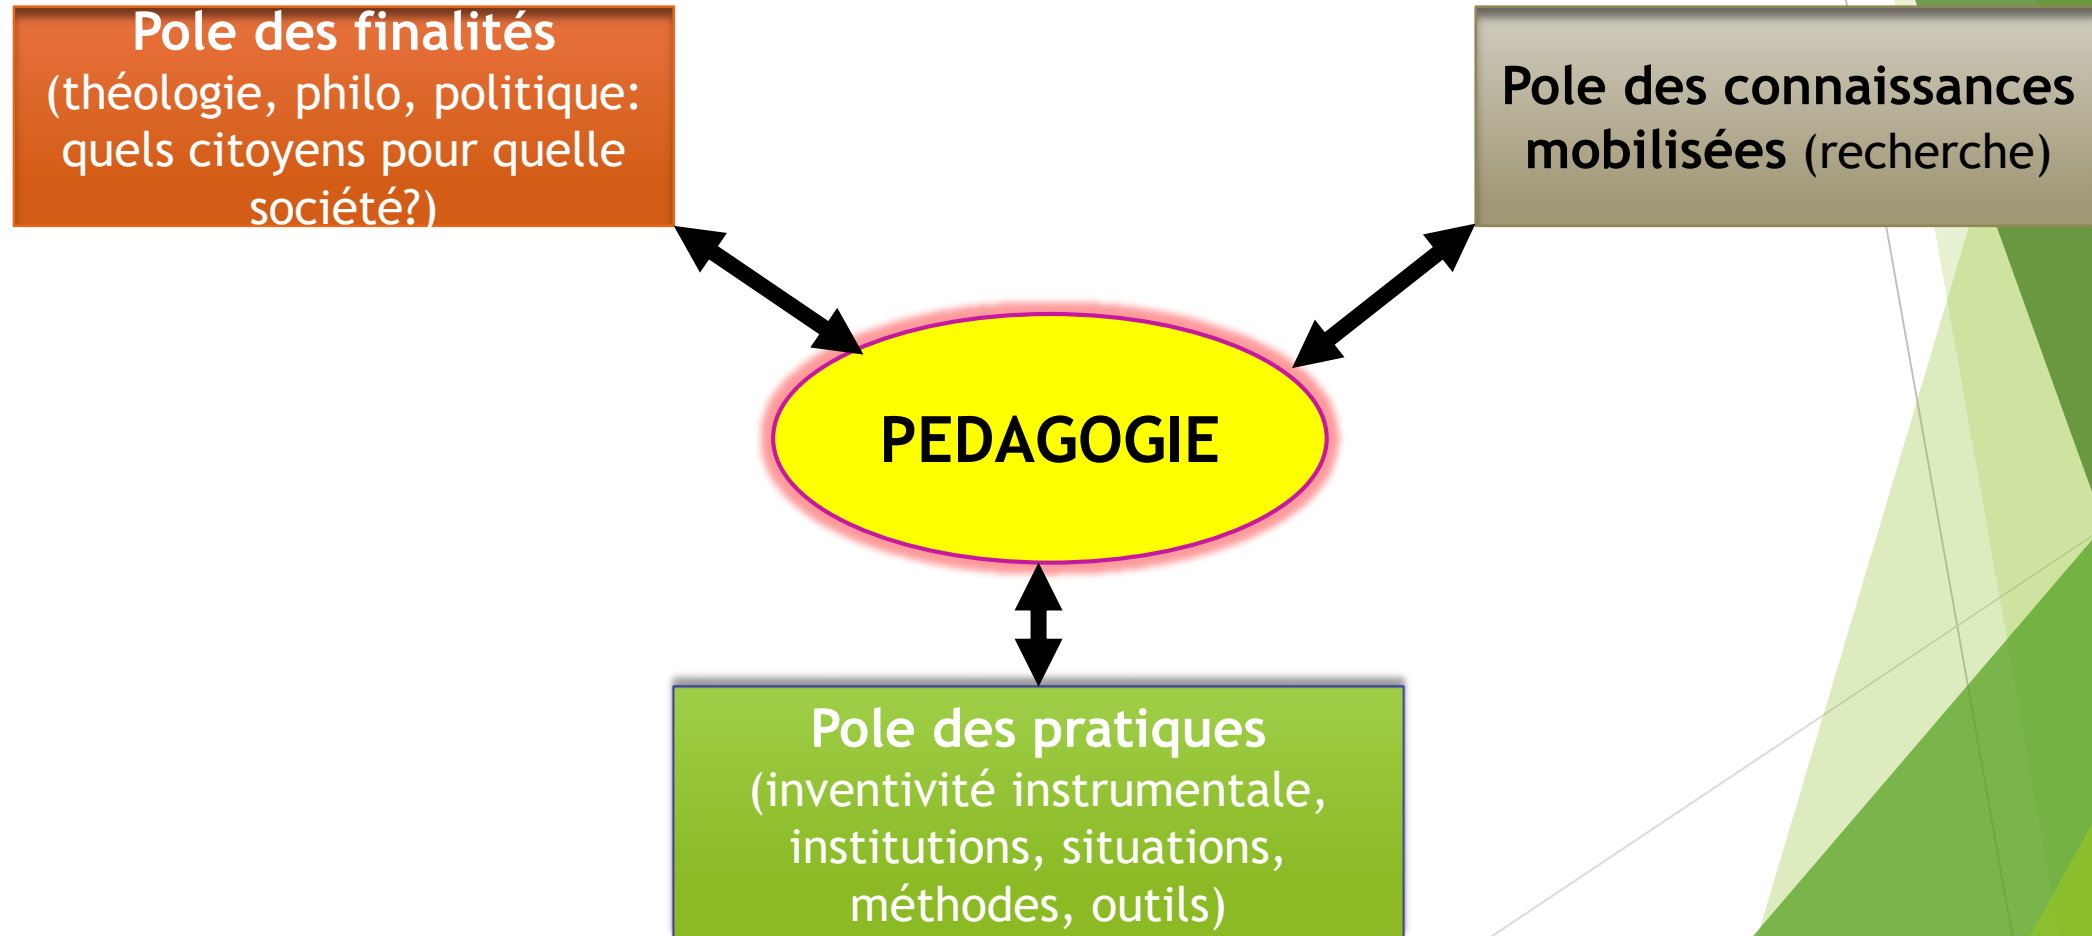 Pole des finalités
(théologie, philo, politique:
quels citoyens pour quelle
société?)
Pole des connaissances
mobilisées (recherche)
PEDAGOGIE
Pole des pratiques
(inventivité instrumentale,
institutions, situations,
méthodes, outils)